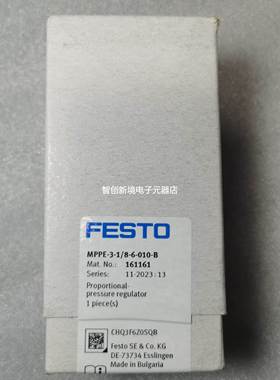 智创新境电子元器店
FESTO
MPPE-3-1/8-6-010-B
Mat. No.: 161161
Series: 11-2023:13
Proportional-
pressure regulator
1 piece(s)
CHQ3F6Z05QB
Festo SE & Co. KG
DE-73734 Esslingen
Made in Bulgaria